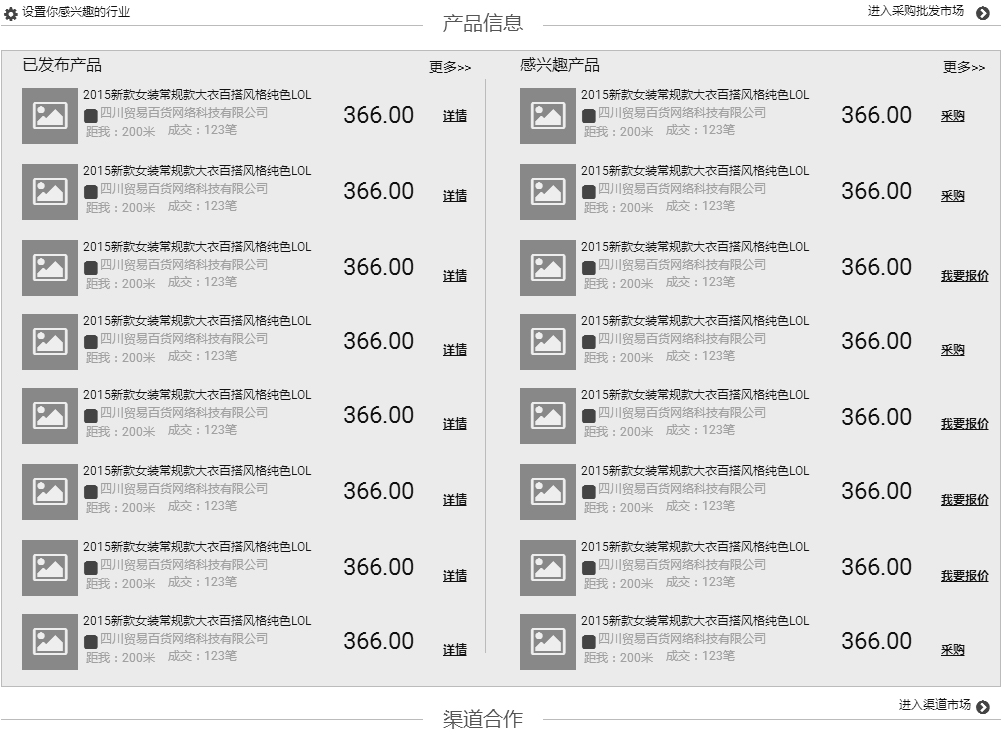 设置你感兴趣的行业
进入采购批发市场
产品信息
已发布产品
更多>>
2015新款女装常规款大衣百搭风格纯色LOL
四川贸易百货网络科技有限公司
距我：200米 成交：123笔
366.00
详情
2015新款女装常规款大衣百搭风格纯色LOL
四川贸易百货网络科技有限公司
距我：200米 成交：123笔
366.00
详情
2015新款女装常规款大衣百搭风格纯色LOL
四川贸易百货网络科技有限公司
距我：200米 成交：123笔
366.00
详情
2015新款女装常规款大衣百搭风格纯色LOL
四川贸易百货网络科技有限公司
距我：200米 成交：123笔
366.00
详情
2015新款女装常规款大衣百搭风格纯色LOL
四川贸易百货网络科技有限公司
距我：200米 成交：123笔
366.00
详情
2015新款女装常规款大衣百搭风格纯色LOL
四川贸易百货网络科技有限公司
距我：200米 成交：123笔
366.00
详情
2015新款女装常规款大衣百搭风格纯色LOL
四川贸易百货网络科技有限公司
距我：200米 成交：123笔
366.00
详情
2015新款女装常规款大衣百搭风格纯色LOL
四川贸易百货网络科技有限公司
距我：200米 成交：123笔
366.00
详情
感兴趣产品
更多>>
2015新款女装常规款大衣百搭风格纯色LOL
四川贸易百货网络科技有限公司
距我：200米 成交：123笔
366.00
采购
2015新款女装常规款大衣百搭风格纯色LOL
四川贸易百货网络科技有限公司
距我：200米 成交：123笔
366.00
采购
2015新款女装常规款大衣百搭风格纯色LOL
四川贸易百货网络科技有限公司
距我：200米 成交：123笔
366.00
我要报价
2015新款女装常规款大衣百搭风格纯色LOL
四川贸易百货网络科技有限公司
距我：200米 成交：123笔
366.00
采购
2015新款女装常规款大衣百搭风格纯色LOL
四川贸易百货网络科技有限公司
距我：200米 成交：123笔
366.00
我要报价
2015新款女装常规款大衣百搭风格纯色LOL
四川贸易百货网络科技有限公司
距我：200米 成交：123笔
366.00
我要报价
2015新款女装常规款大衣百搭风格纯色LOL
四川贸易百货网络科技有限公司
距我：200米 成交：123笔
366.00
我要报价
2015新款女装常规款大衣百搭风格纯色LOL
四川贸易百货网络科技有限公司
距我：200米 成交：123笔
366.00
采购
进入渠道市场
渠道合作